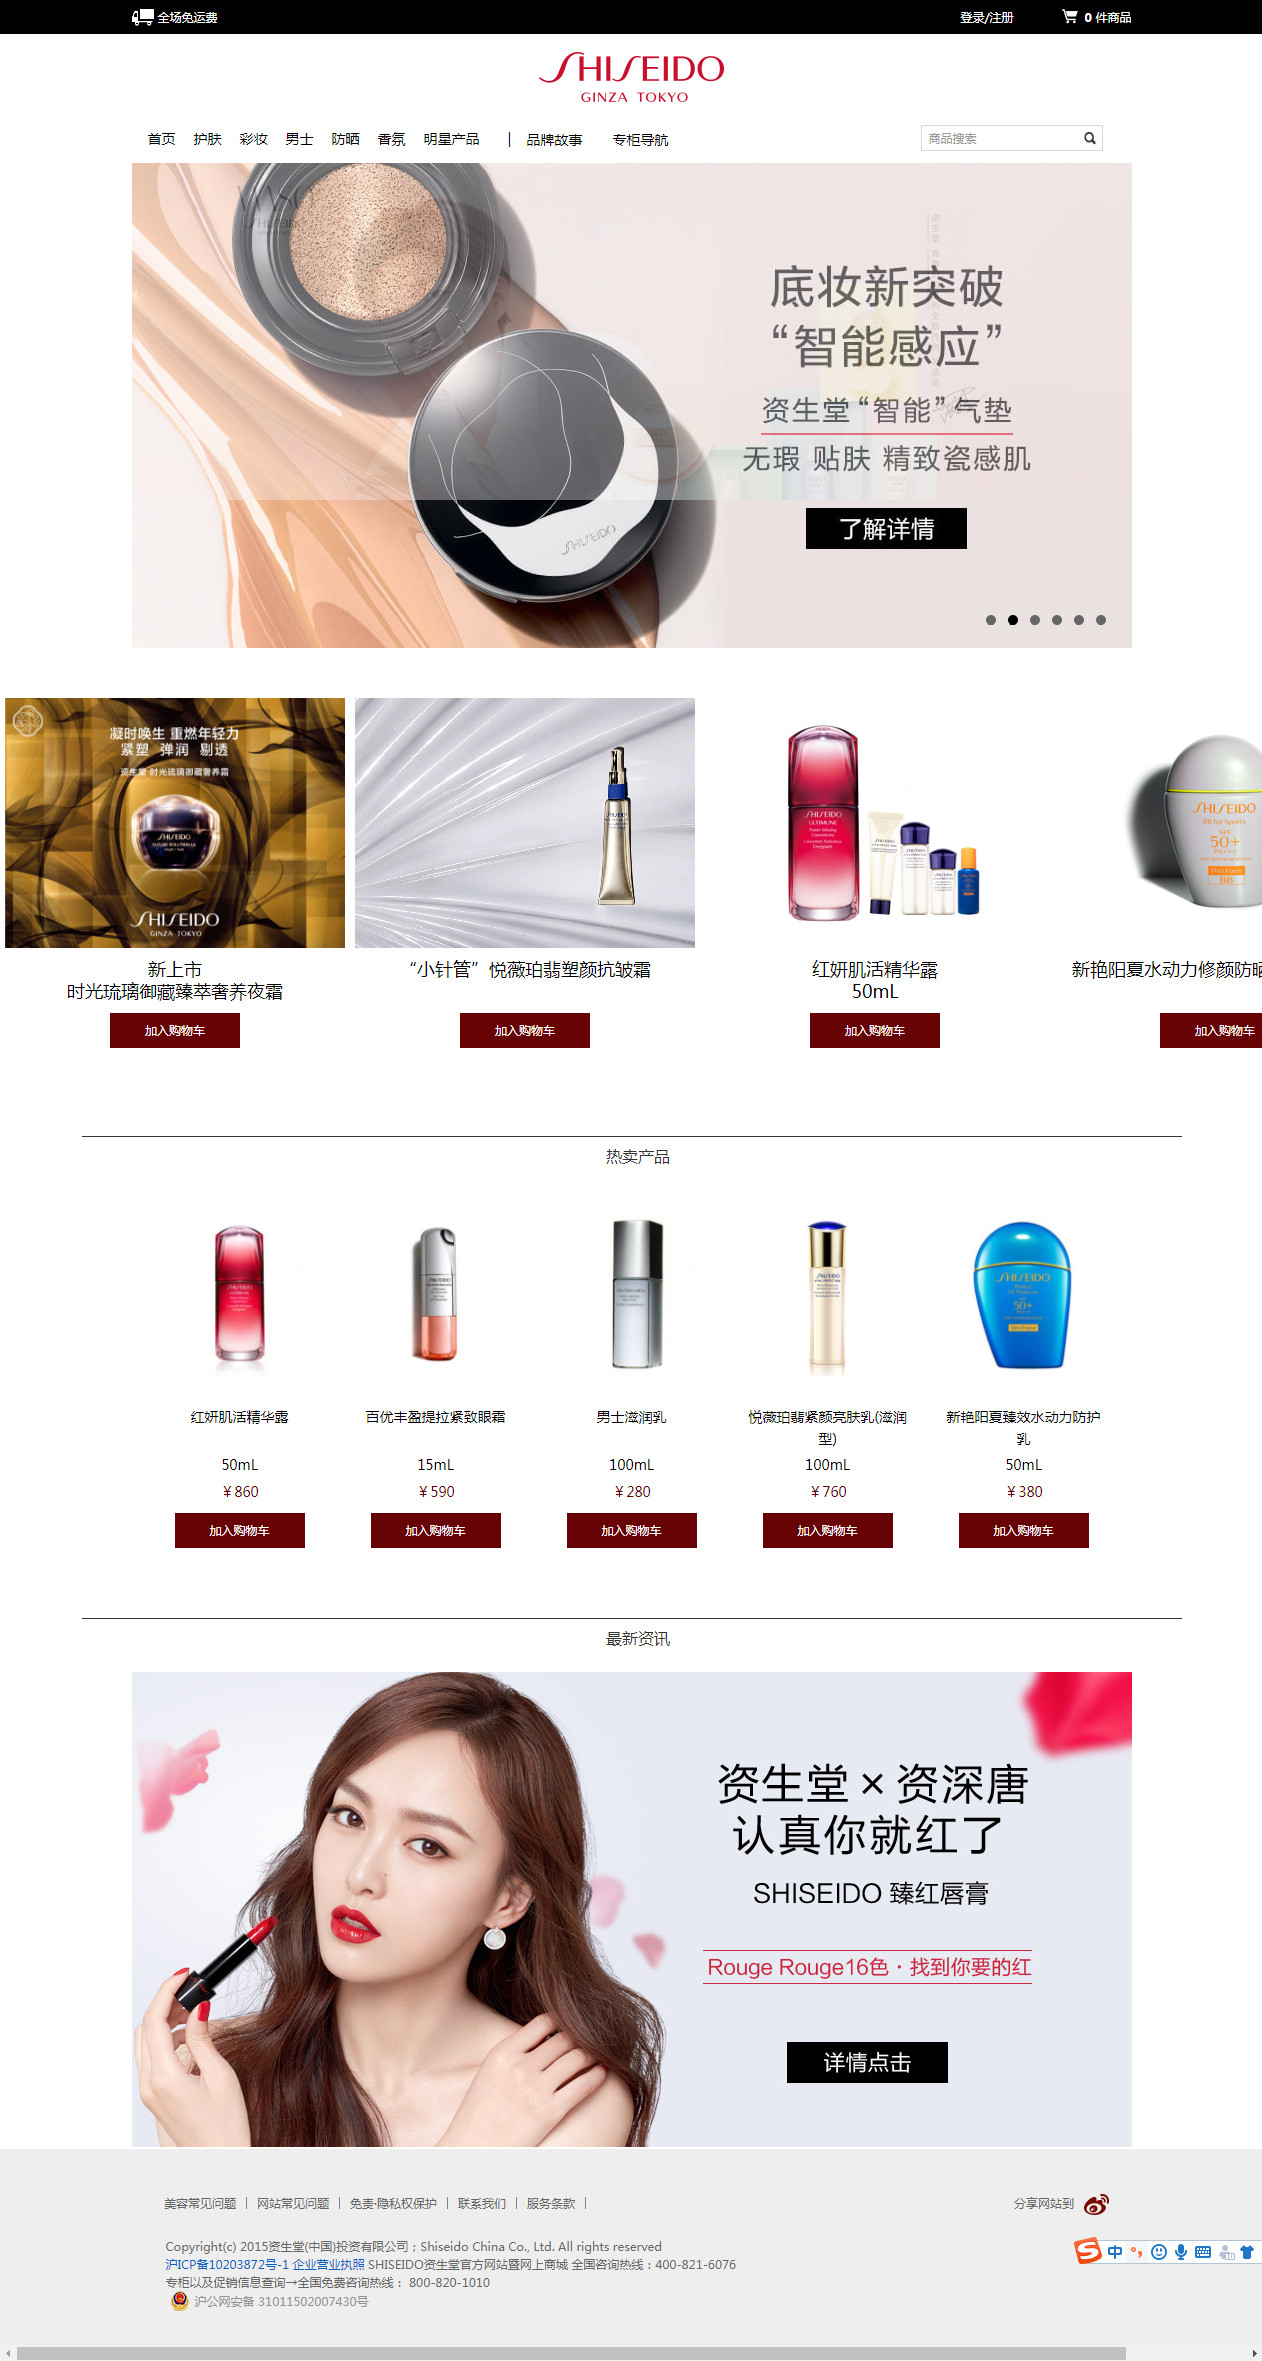 全场免运费
登录/注册
0 件商品
SHISEIDO
GINZA TOKYO
首页 护肤 彩妆 男士 防晒 香氛 明星产品 | 品牌故事 专柜导航
商品搜索
底妆新突破
“智能感应”
资生堂“智能”气垫
无瑕 贴肤 精致瓷感肌
SHISEIDO
了解详情
凝时唤生 重燃年轻力
紧塑 弹润 剔透
资生堂 时光琉璃御藏奢养霜
SHISEIDO
FUTURE SOLUTION LX
SHISEIDO
GINZA TOKYO
SHISEIDO
ULTIMUNE
Power Infusing
Concentrate
SHISEIDO
BB for Sports
SPF
50+
PA+++
WetForce
BB
新上市
时光琉璃御藏臻萃奢养夜霜
加入购物车
“小针管”悦薇珀翡塑颜抗皱霜
加入购物车
红妍肌活精华露
50mL
加入购物车
新艳阳夏水动力修颜防晒
加入购物车
热卖产品
SHISEIDO
50+
WetForce
红妍肌活精华露
50mL
¥ 860
加入购物车
百优丰盈提拉紧致眼霜
15mL
¥ 590
加入购物车
男士滋润乳
100mL
¥ 280
加入购物车
悦薇珀翡紧颜亮肤乳(滋润
型)
100mL
¥ 760
加入购物车
新艳阳夏臻效水动力防护
乳
50mL
¥ 380
加入购物车
最新资讯
资生堂 × 资深唐
认真你就红了
SHISEIDO 臻红唇膏
Rouge Rouge16色 · 找到你要的红
详情点击
美容常见问题 | 网站常见问题 | 免责·隐私权保护 | 联系我们 | 服务条款 |
分享网站到
Copyright(c) 2015资生堂(中国)投资有限公司；Shiseido China Co., Ltd. All rights reserved
沪ICP备10203872号-1 企业营业执照 SHISEIDO资生堂官方网站暨网上商城 全国咨询热线：400-821-6076
专柜以及促销信息查询→全国免费咨询热线： 800-820-1010
沪公网安备 31011502007430号
中